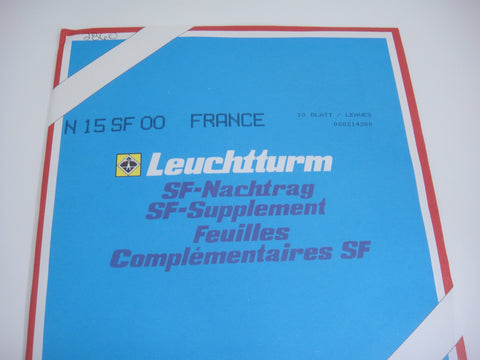 N 15 SF 00 FRANCE
10 BLATT / LEAVES
Leuchtturm
SF-Nachtrag
SF-Supplement
Feuilles
Complémentaires SF